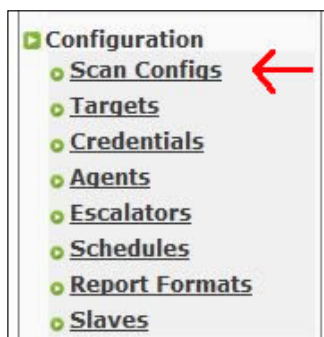 Configuration
Scan Configs
Targets
Credentials
Agents
Escalators
Schedules
Report Formats
Slaves